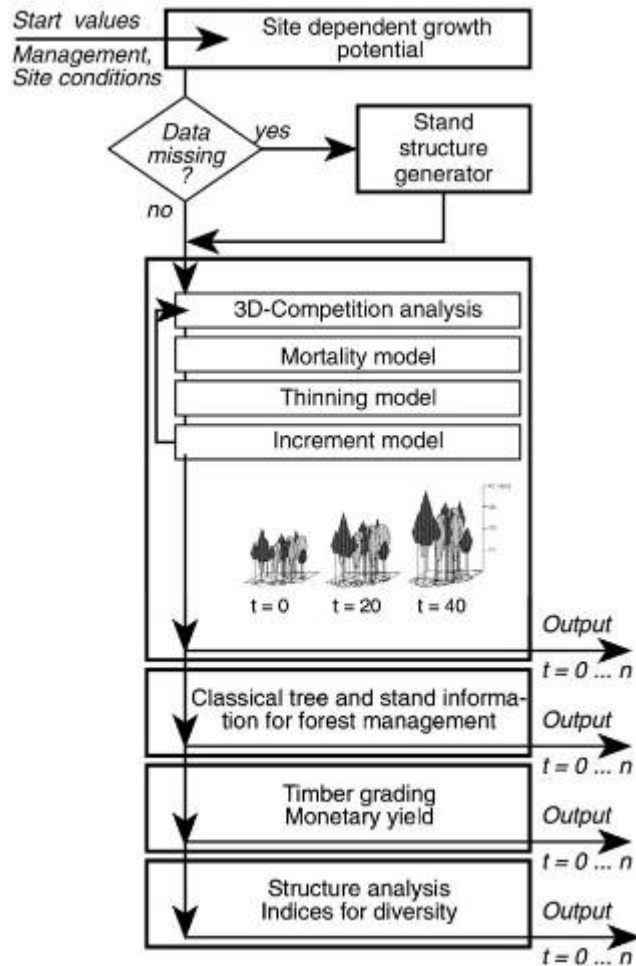 Start values
Management,
Site conditions
Site dependent growth
potential
Data
missing
?
yes
no
Stand
structure
generator
3D-Competition analysis
Mortality model
Thinning model
Increment model
t = 0
t = 20
t = 40
Output
t = 0 ... n
Classical tree and stand informa-
tion for forest management
Output
t = 0 ... n
Timber grading
Monetary yield
Output
t = 0 ... n
Structure analysis
Indices for diversity
Output
t = 0 ... n